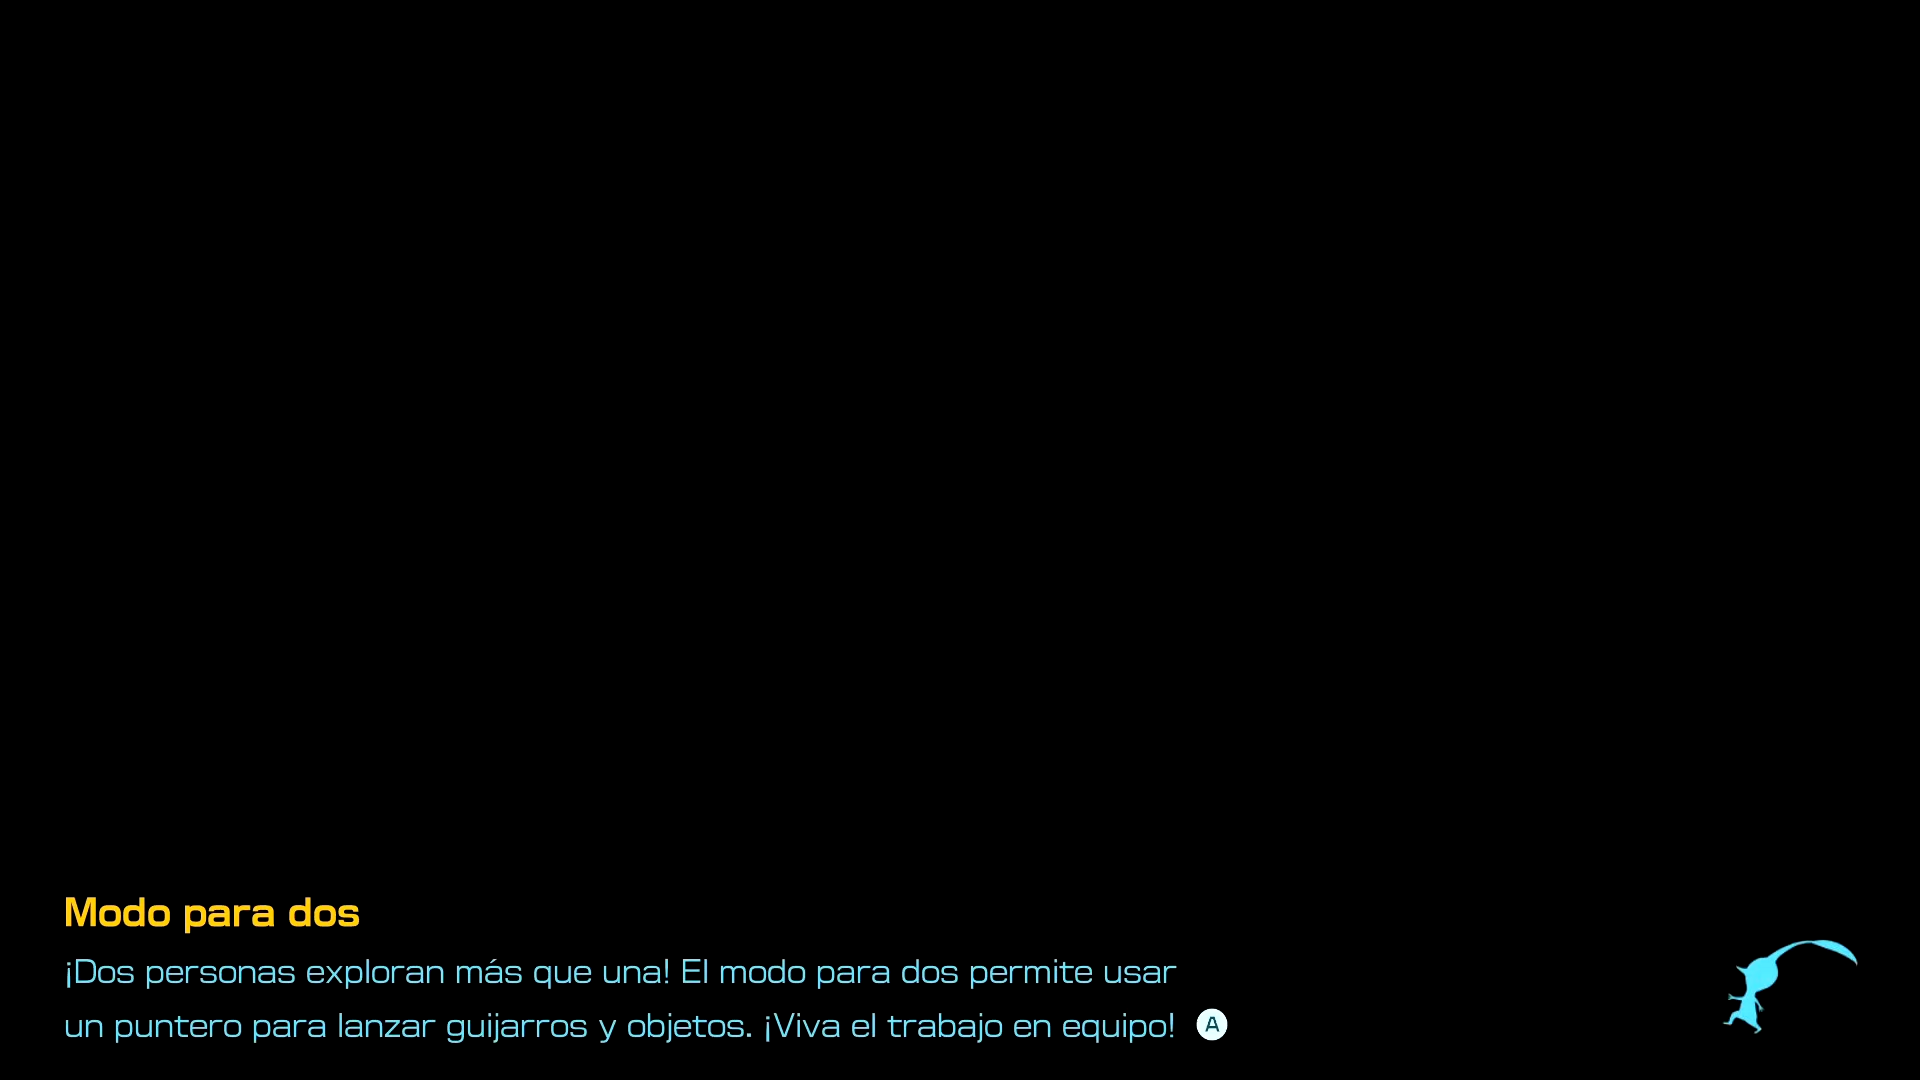 Modo para dos
¡Dos personas exploran más que una! El modo para dos permite usar
un puntero para lanzar guijarros y objetos. ¡Viva el trabajo en equipo! A